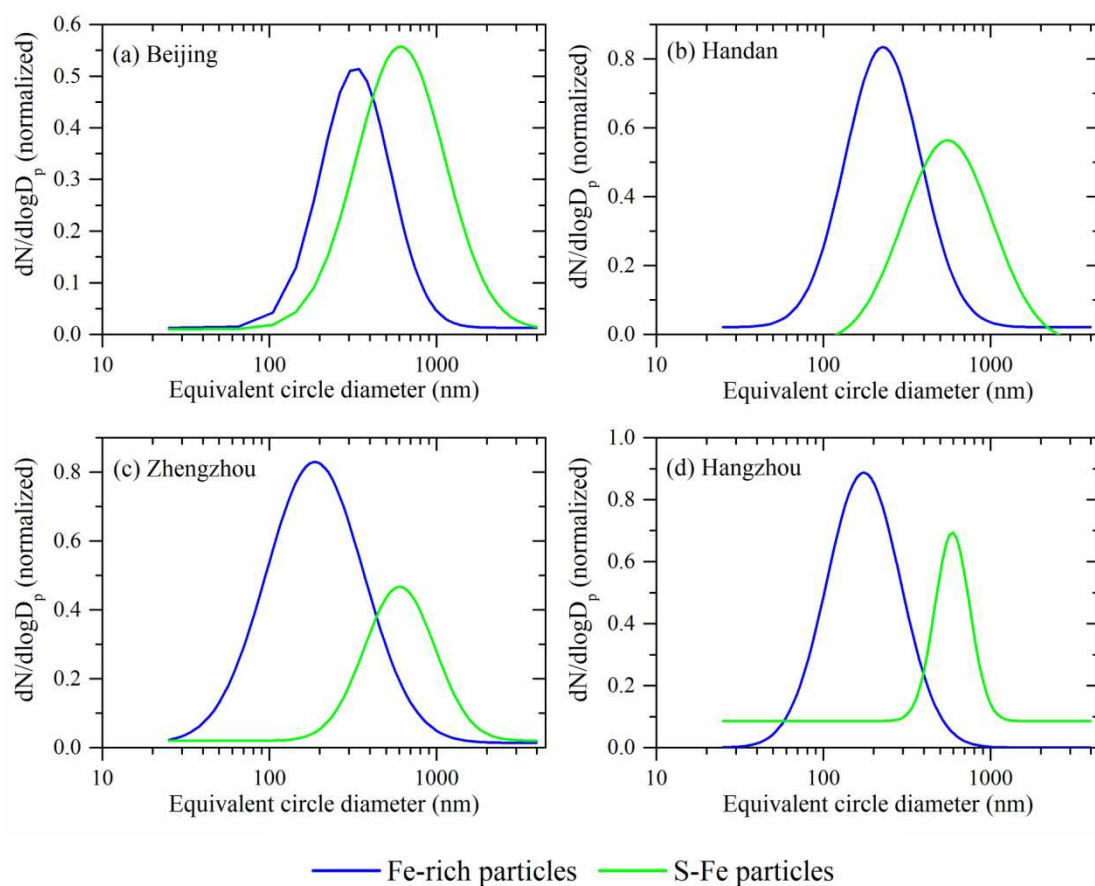 (a) Beijing
dN/dlogD_p (normalized)
0.6
0.5
0.4
0.3
0.2
0.1
0.0
10
100
1000
Equivalent circle diameter (nm)
(b) Handan
dN/dlogD_p (normalized)
0.8
0.6
0.4
0.2
0.0
10
100
1000
Equivalent circle diameter (nm)
(c) Zhengzhou
dN/dlogD_p (normalized)
0.8
0.6
0.4
0.2
0.0
10
100
1000
Equivalent circle diameter (nm)
(d) Hangzhou
dN/dlogD_p (normalized)
1.0
0.8
0.6
0.4
0.2
0.0
10
100
1000
Equivalent circle diameter (nm)
Fe-rich particles S-Fe particles